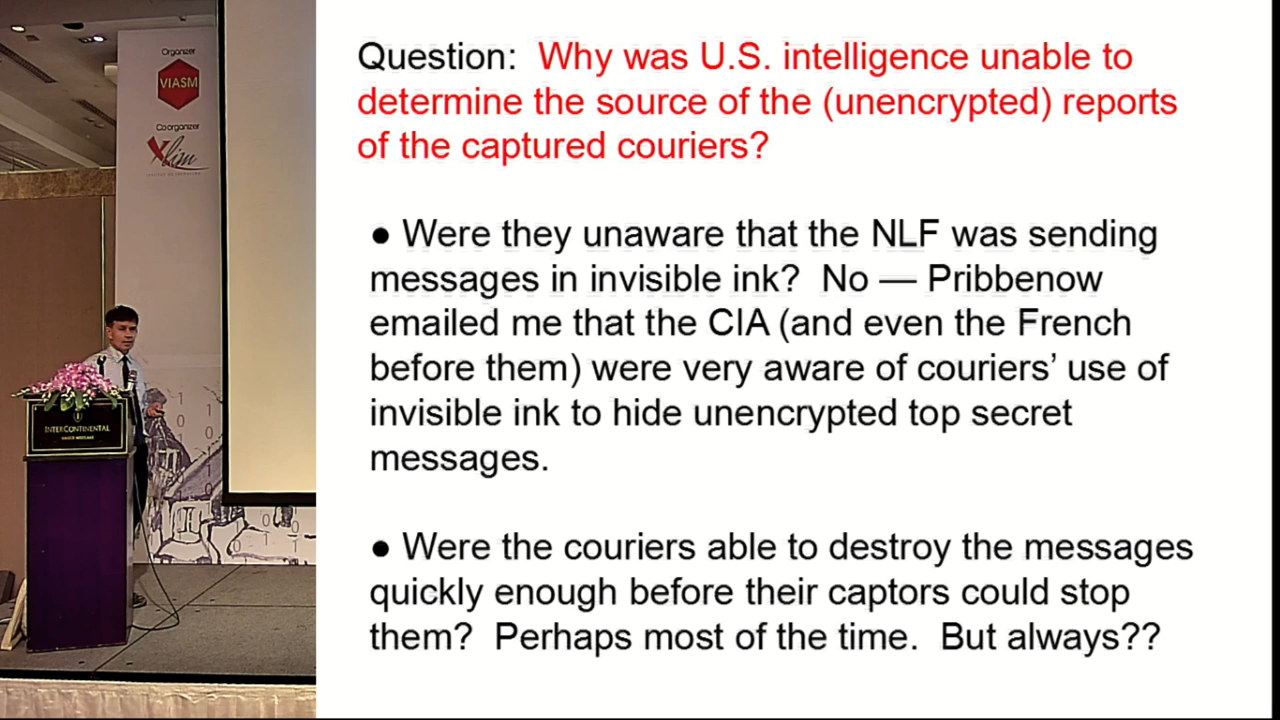 Organizer
VIASM
Co organizer
Xlim
INTERCONTINENTAL
HANOI WESTLAKE
Question: Why was U.S. intelligence unable to
determine the source of the (unencrypted) reports
of the captured couriers?
● Were they unaware that the NLF was sending
messages in invisible ink? No — Pribbenow
emailed me that the CIA (and even the French
before them) were very aware of couriers’ use of
invisible ink to hide unencrypted top secret
messages.
● Were the couriers able to destroy the messages
quickly enough before their captors could stop
them? Perhaps most of the time. But always??